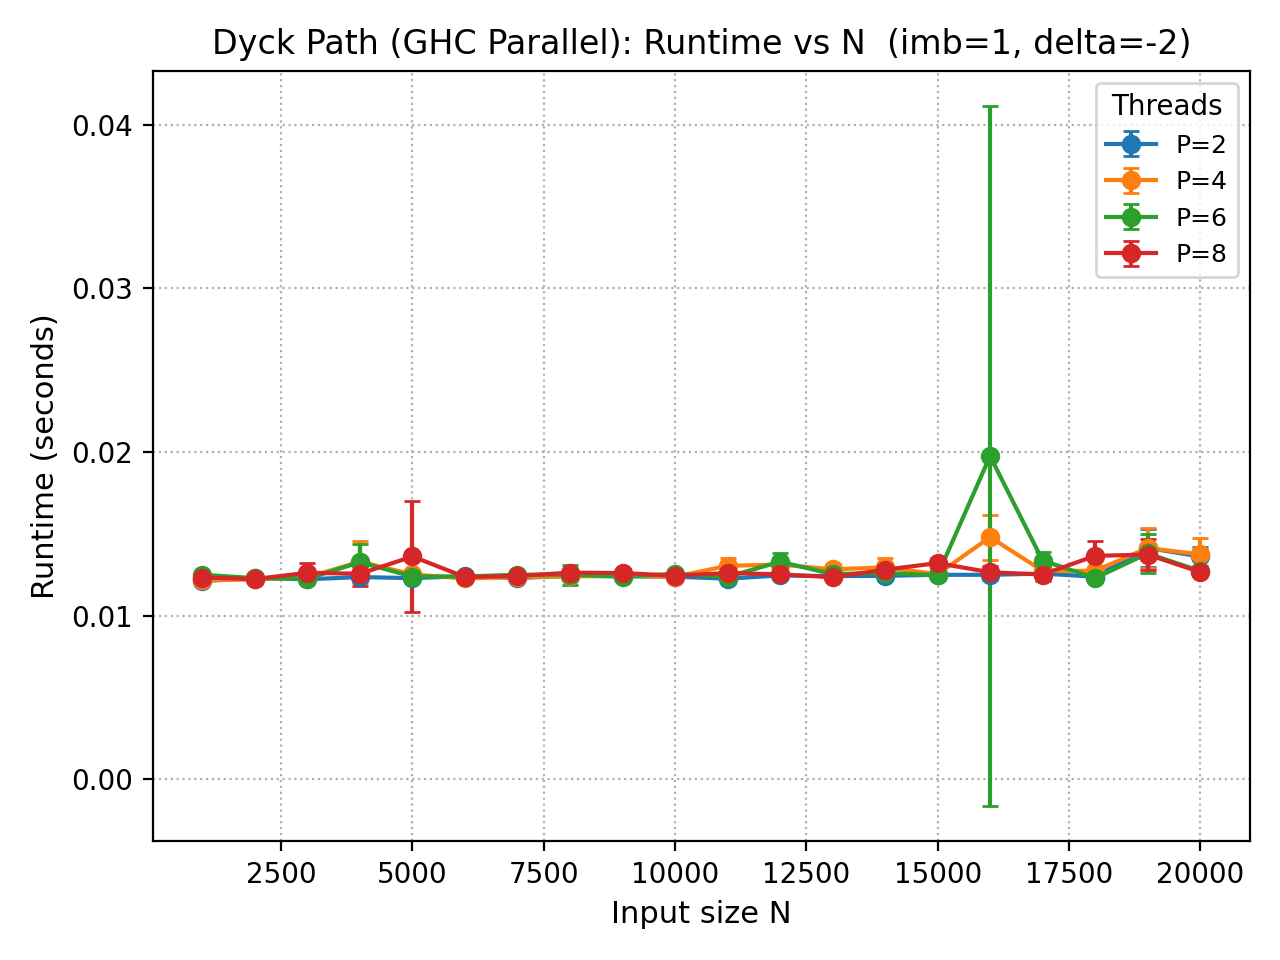 Dyck Path (GHC Parallel): Runtime vs N  (imb=1, delta=-2)
Threads
P=2
P=4
P=6
P=8
Runtime (seconds)
0.04
0.03
0.02
0.01
0.00
2500 5000 7500 10000 12500 15000 17500 20000
Input size N